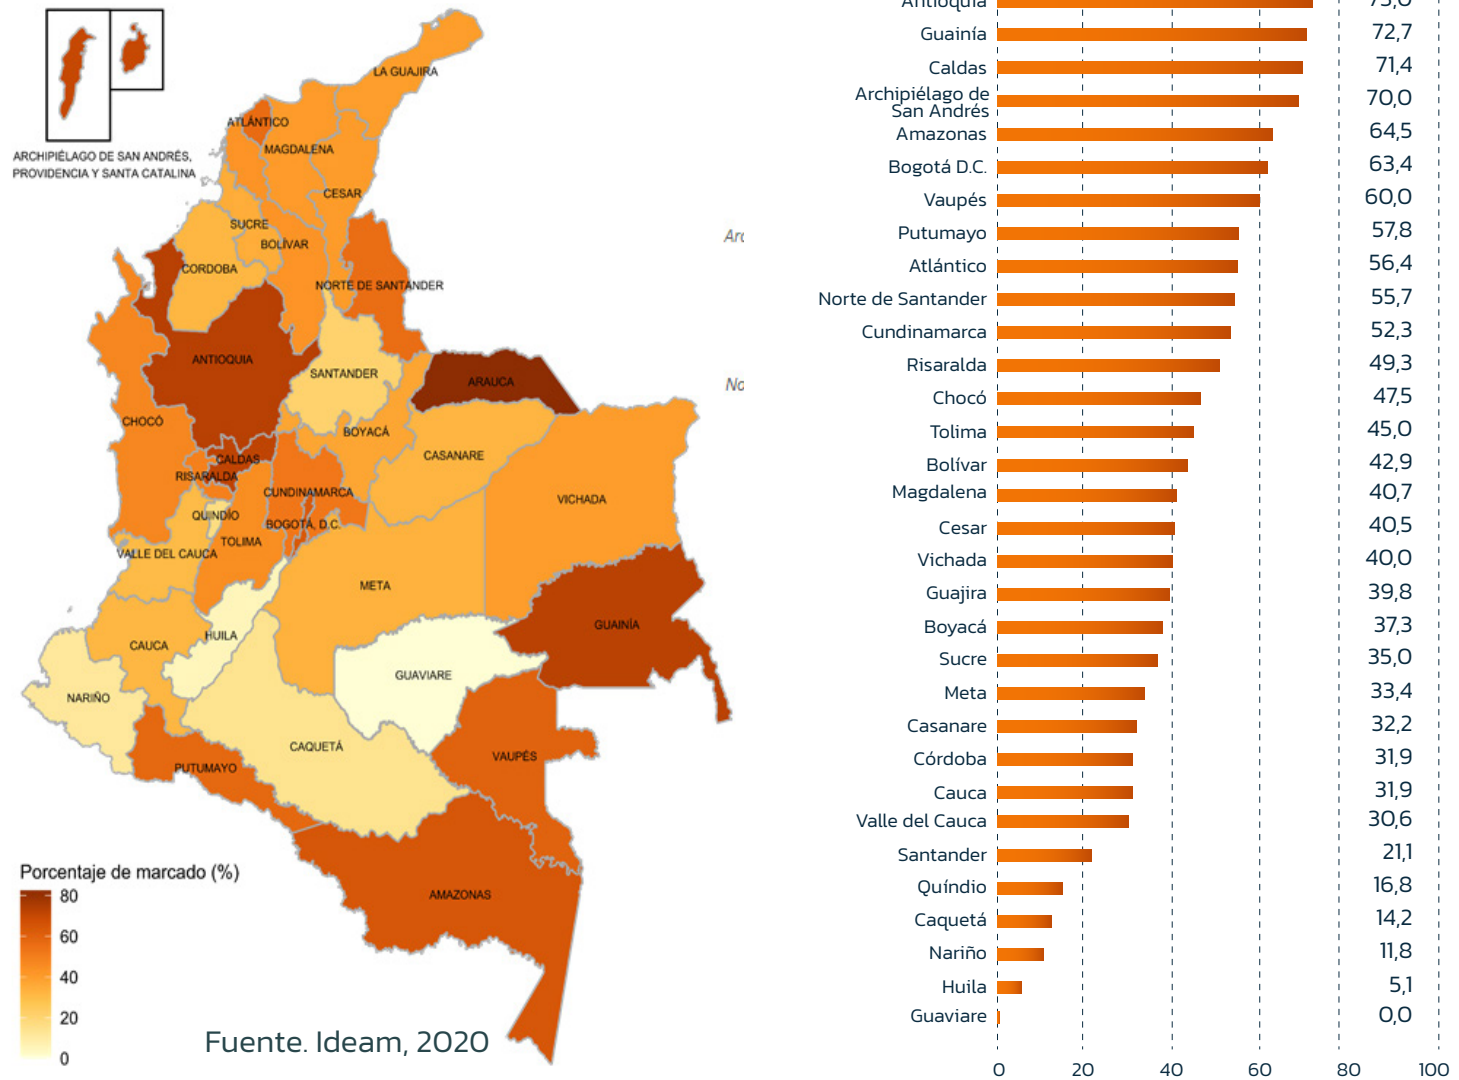 ARCHIPIÉLAGO DE SAN ANDRÉS,
PROVIDENCIA Y SANTA CATALINA
LA GUAJIRA
ATLÁNTICO
MAGDALENA
CESAR
SUCRE
BOLÍVAR
CORDOBA
NORTE DE SANTANDER
ANTIOQUIA
SANTANDER
ARAUCA
CHOCÓ
BOYACÁ
CASANARE
CALDAS
RISARALDA
CUNDINAMARCA
VICHADA
QUINDÍO
BOGOTÁ, D.C.
TOLIMA
VALLE DEL CAUCA
META
HUILA
GUAINÍA
CAUCA
GUAVIARE
NARIÑO
CAQUETÁ
VAUPÉS
PUTUMAYO
AMAZONAS
Porcentaje de marcado (%)
80
60
40
20
0
Fuente. Ideam, 2020
Antioquia 73,0
Guainía 72,7
Caldas 71,4
Archipiélago de
San Andrés 70,0
Amazonas 64,5
Bogotá D.C. 63,4
Vaupés 60,0
Putumayo 57,8
Atlántico 56,4
Norte de Santander 55,7
Cundinamarca 52,3
Risaralda 49,3
Chocó 47,5
Tolima 45,0
Bolívar 42,9
Magdalena 40,7
Cesar 40,5
Vichada 40,0
Guajira 39,8
Boyacá 37,3
Sucre 35,0
Meta 33,4
Casanare 32,2
Córdoba 31,9
Cauca 31,9
Valle del Cauca 30,6
Santander 21,1
Quíndio 16,8
Caquetá 14,2
Nariño 11,8
Huila 5,1
Guaviare 0,0
0 20 40 60 80 100